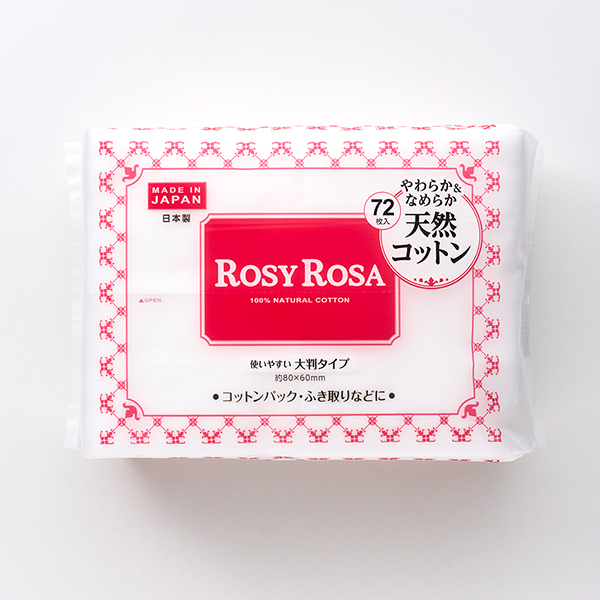 MADE IN
JAPAN
日本製
72
枚入
やわらか&
なめらか
天然
コットン
ROSY ROSA
100% NATURAL COTTON
▲OPEN
使いやすい 大判タイプ
約80×60mm
●コットンパック・ふき取りなどに●